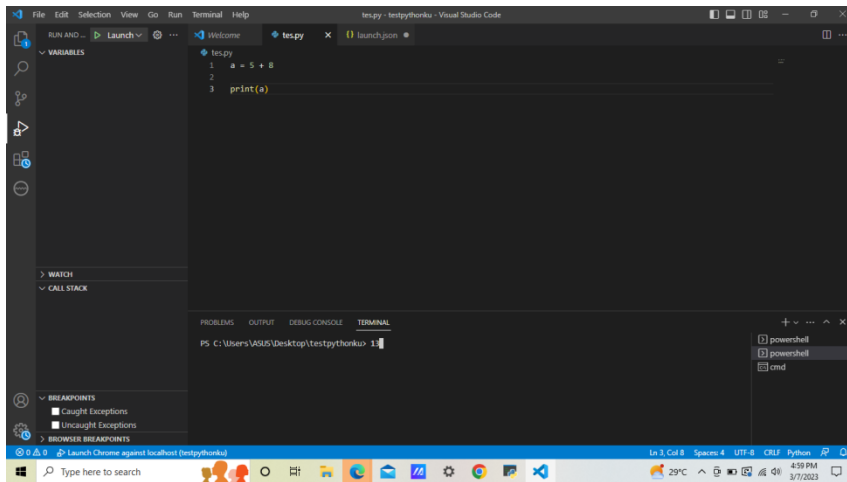 File Edit Selection View Go Run Terminal Help
tes.py - testpythonku - Visual Studio Code
RUN AND ... Launch
Welcome
tes.py
{} launch.json
VARIABLES
tes.py
1 a = 5 + 8
2
3 print(a)
WATCH
CALL STACK
PROBLEMS OUTPUT DEBUG CONSOLE TERMINAL
PS C:\Users\ASUS\Desktop\testpythonku> 13
powershell
powershell
cmd
BREAKPOINTS
Caught Exceptions
Uncaught Exceptions
BROWSER BREAKPOINTS
0 0 Launch Chrome against localhost (testpythonku)
Ln 3, Col 8 Spaces: 4 UTF-8 CRLF Python
Type here to search
29°C
4:59 PM
3/7/2023